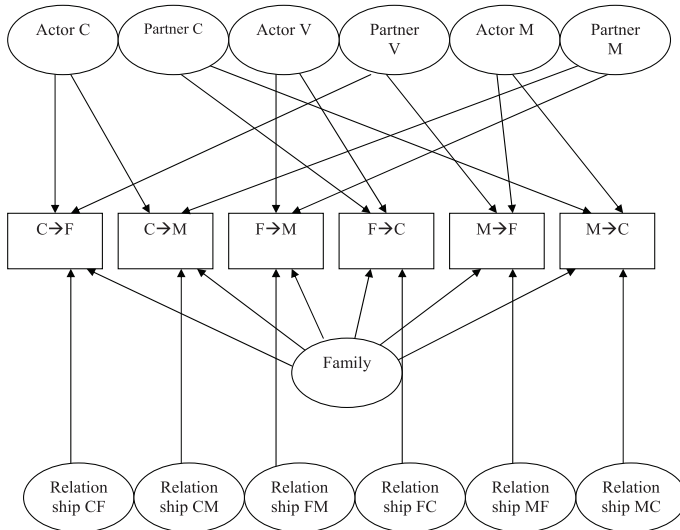 Actor C
Partner C
Actor V
Partner
V
Actor M
Partner
M
C→F
C→M
F→M
F→C
M→F
M→C
Family
Relation
ship CF
Relation
ship CM
Relation
ship FM
Relation
ship FC
Relation
ship MF
Relation
ship MC